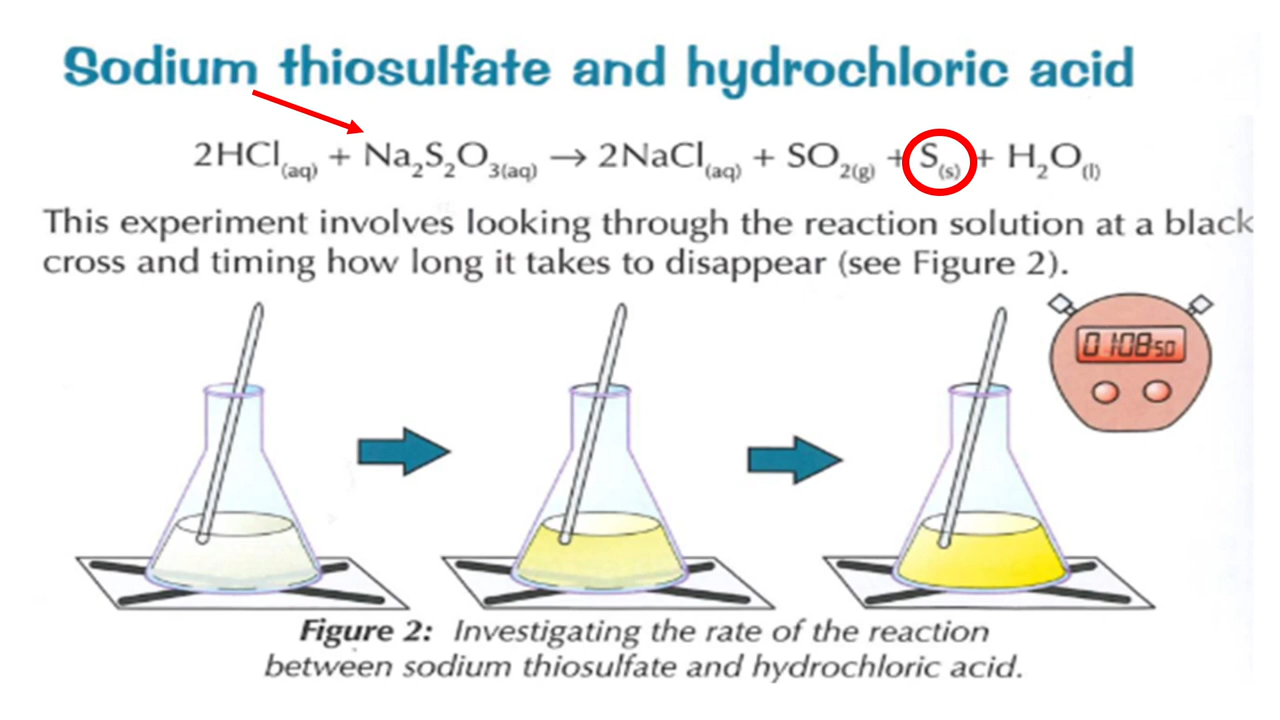 Sodium thiosulfate and hydrochloric acid
2HCl(aq) + Na₂S₂O₃(aq) → 2NaCl(aq) + SO₂(g) + S(s) + H₂O(l)
This experiment involves looking through the reaction solution at a black
cross and timing how long it takes to disappear (see Figure 2).
0 1:08:50
Figure 2: Investigating the rate of the reaction
between sodium thiosulfate and hydrochloric acid.